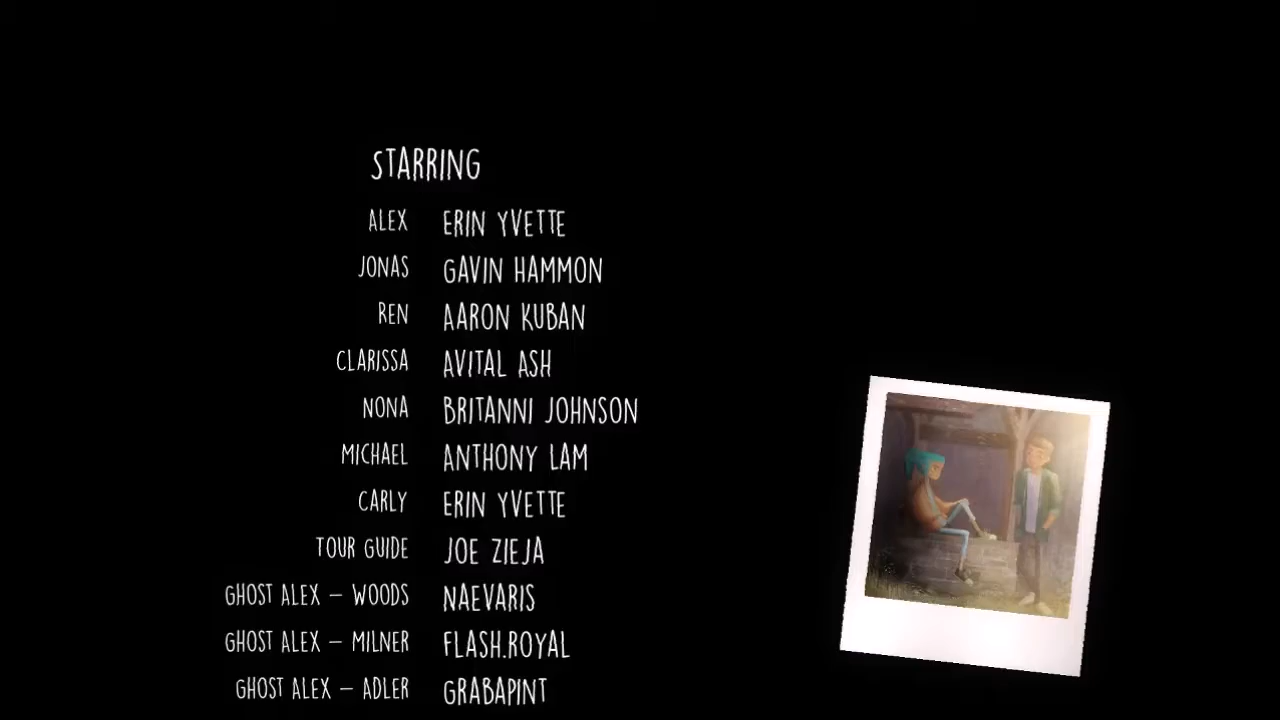 STARRING
ALEX ERIN YVETTE
JONAS GAVIN HAMMON
REN AARON KUBAN
CLARISSA AVITAL ASH
NONA BRITANNI JOHNSON
MICHAEL ANTHONY LAM
CARLY ERIN YVETTE
TOUR GUIDE JOE ZIEJA
GHOST ALEX – WOODS NAEVARIS
GHOST ALEX – MILNER FLASH.ROYAL
GHOST ALEX – ADLER GRABAPINT